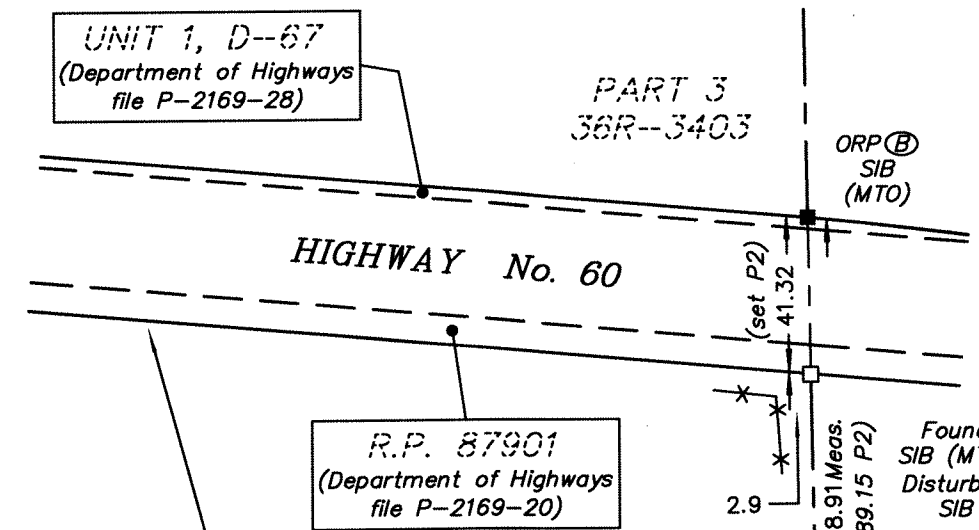 UNIT 1, D--67
(Department of Highways
file P-2169-28)
PART 3
36R--3403
ORP Ⓑ
SIB
(MTO)
HIGHWAY No. 60
(set P2)
41.32
R.P. 87901
(Department of Highways
file P-2169-20)
2.9
8.91 Meas.
39.15 P2)
SIB
SIB